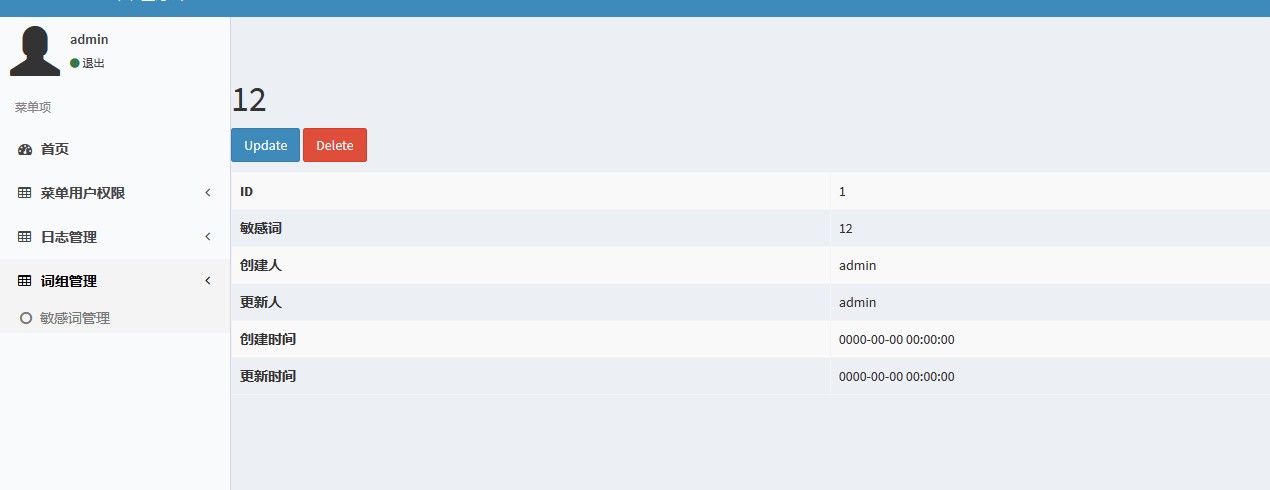 admin
退出
菜单项
首页
菜单用户权限
日志管理
词组管理
敏感词管理
12
Update Delete
ID 1
敏感词 12
创建人 admin
更新人 admin
创建时间 0000-00-00 00:00:00
更新时间 0000-00-00 00:00:00